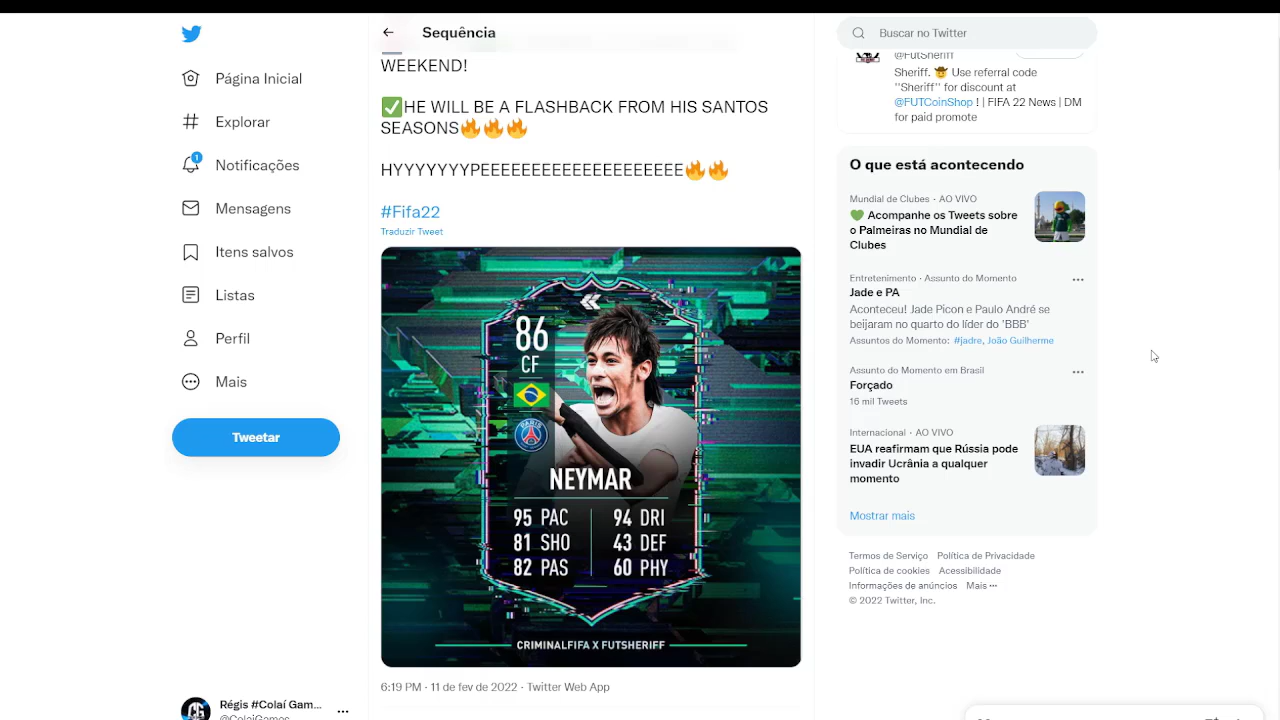 Sequência
Buscar no Twitter
Página Inicial
Explorar
1
Notificações
Mensagens
Itens salvos
Listas
Perfil
Mais
Tweetar
Régis #Colaí Gam...
@ColaiGames
WEEKEND!
✅HE WILL BE A FLASHBACK FROM HIS SANTOS
SEASONS🔥🔥🔥
HYYYYYYYPEEEEEEEEEEEEEEEEEEEE🔥🔥
#Fifa22
Traduzir Tweet
86
CF
PARIS
NEYMAR
95 PAC 94 DRI
81 SHO 43 DEF
82 PAS 60 PHY
CRIMINALFIFA X FUTSHERIFF
6:19 PM · 11 de fev de 2022 · Twitter Web App
@FutSheriff
Sheriff. 🤠 Use referral code
''Sheriff'' for discount at
@FUTCoinShop ! | FIFA 22 News | DM
for paid promote
O que está acontecendo
Mundial de Clubes · AO VIVO
💚 Acompanhe os Tweets sobre
o Palmeiras no Mundial de
Clubes
Entretenimento · Assunto do Momento
Jade e PA
Aconteceu! Jade Picon e Paulo André se
beijaram no quarto do líder do 'BBB'
Assuntos do Momento: #jadre, João Guilherme
Assunto do Momento em Brasil
Forçado
16 mil Tweets
Internacional · AO VIVO
EUA reafirmam que Rússia pode
invadir Ucrânia a qualquer
momento
Mostrar mais
Termos de Serviço Política de Privacidade
Política de cookies Acessibilidade
Informações de anúncios Mais ···
© 2022 Twitter, Inc.